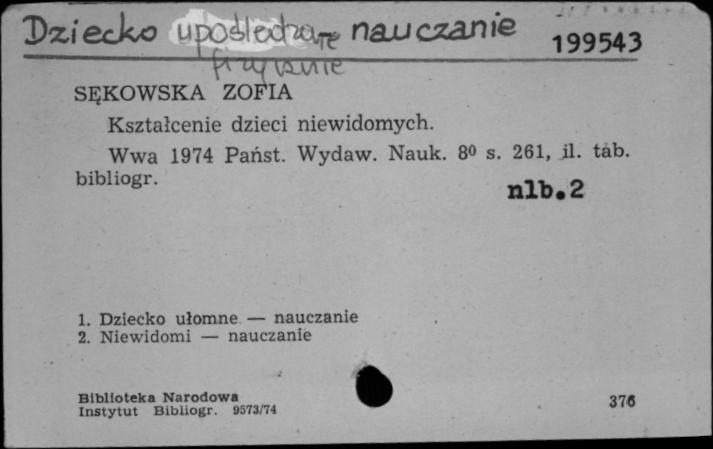 Dziecko upośledzone nauczanie 199543
fizycznie
SĘKOWSKA ZOFIA
Kształcenie dzieci niewidomych.
Wwa 1974 Państ. Wydaw. Nauk. 8⁰ s. 261, il. tab.
bibliogr.
nlb.2
1. Dziecko ułomne — nauczanie
2. Niewidomi — nauczanie
Biblioteka Narodowa
Instytut Bibliogr. 9573/74
376